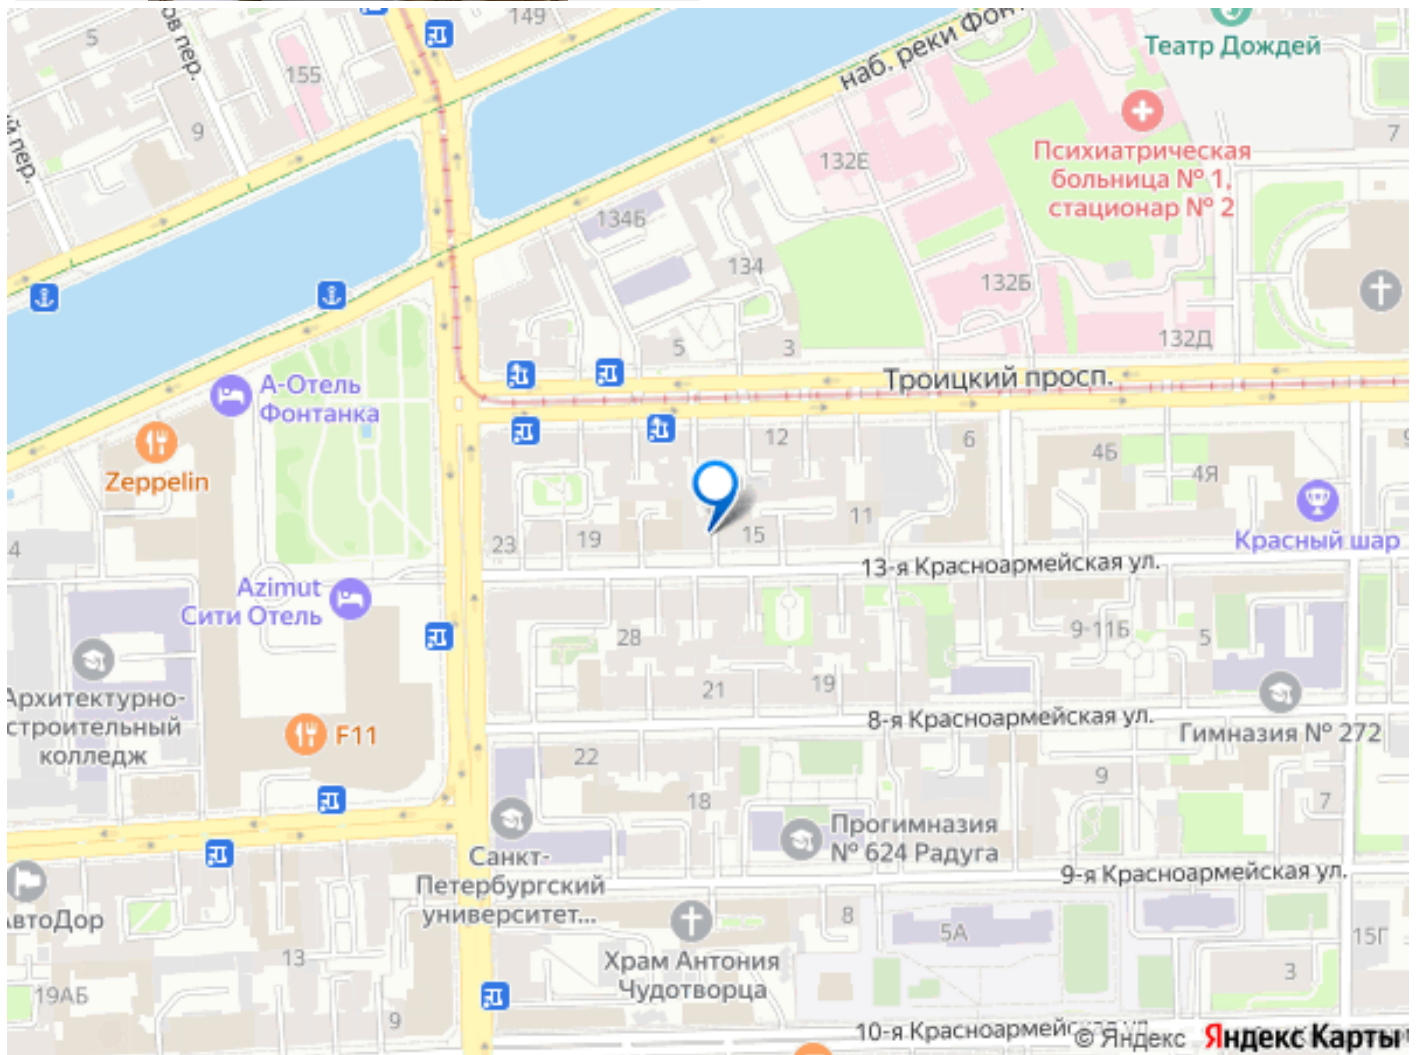 149
5
ов пер.
155
9
й пер.
наб. реки Фон
Театр Дождей
7
Психиатрическая
больница № 1,
стационар № 2
132Е
134Б
134
132Б
132Д
5
3
Троицкий просп.
А-Отель
Фонтанка
Zeppelin
12
6
4Б
4Я
9
Красный шар
23
19
15
11
13-я Красноармейская ул.
4
Azimut
Сити Отель
28
9-11Б
5
Архитектурно-
строительный
колледж
21
19
8-я Красноармейская ул.
Гимназия № 272
F11
22
18
9
7
Прогимназия
№ 624 Радуга
Санкт-
Петербургский
университет...
9-я Красноармейская ул.
АвтоДор
8
5А
15Г
13
Храм Антония
Чудотворца
3
19АБ
9
10-я Красноармейская ул.
© Яндекс Яндекс Карты